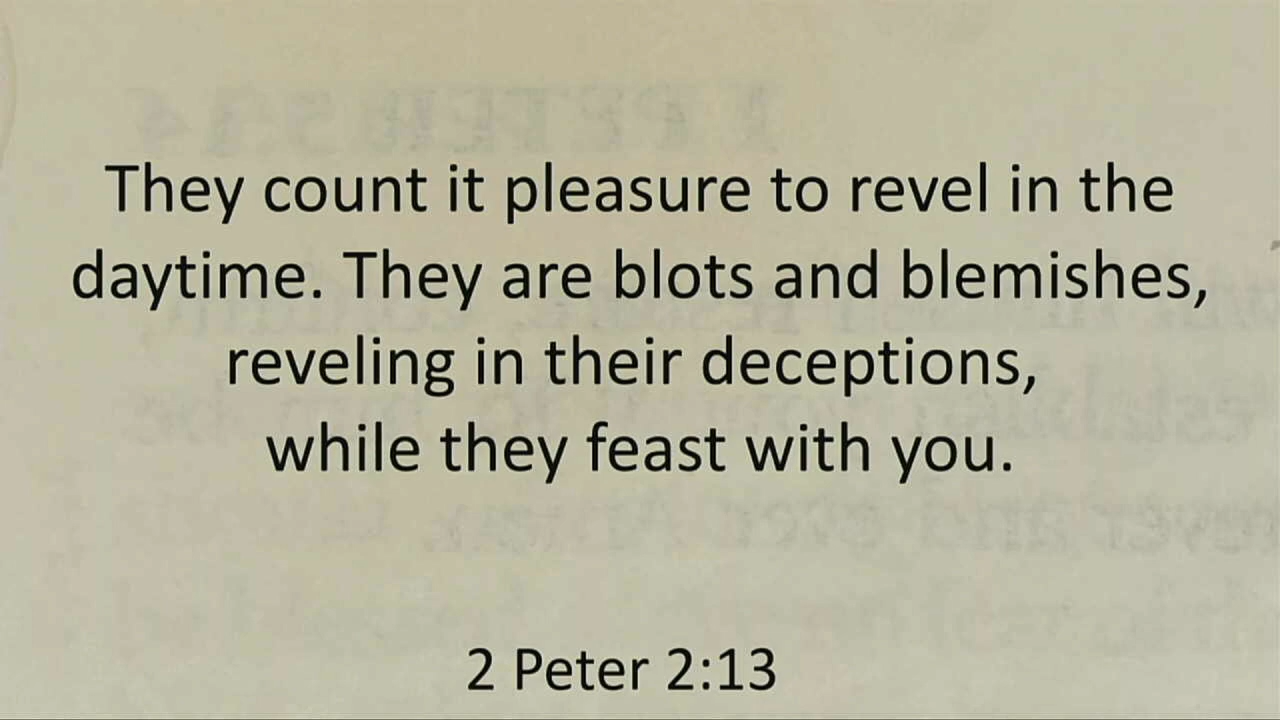 They count it pleasure to revel in the
daytime. They are blots and blemishes,
reveling in their deceptions,
while they feast with you.
2 Peter 2:13